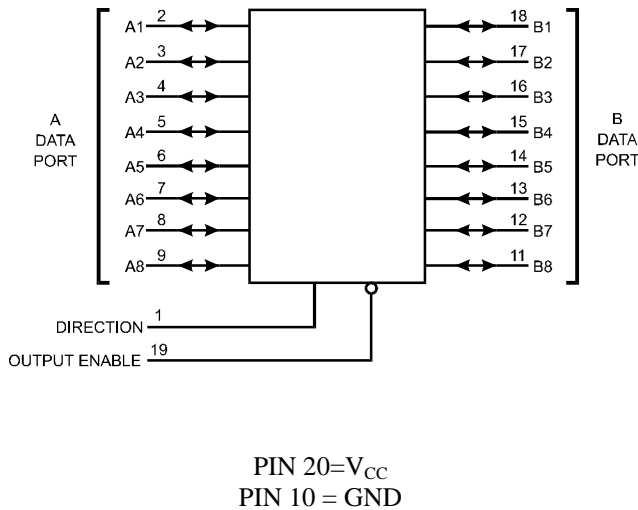 A1 2 18 B1
A2 3 17 B2
A3 4 16 B3
A4 5 15 B4
A5 6 14 B5
A6 7 13 B6
A7 8 12 B7
A8 9 11 B8
A
DATA
PORT
B
DATA
PORT
DIRECTION 1
OUTPUT ENABLE 19
PIN 20=VCC
PIN 10 = GND